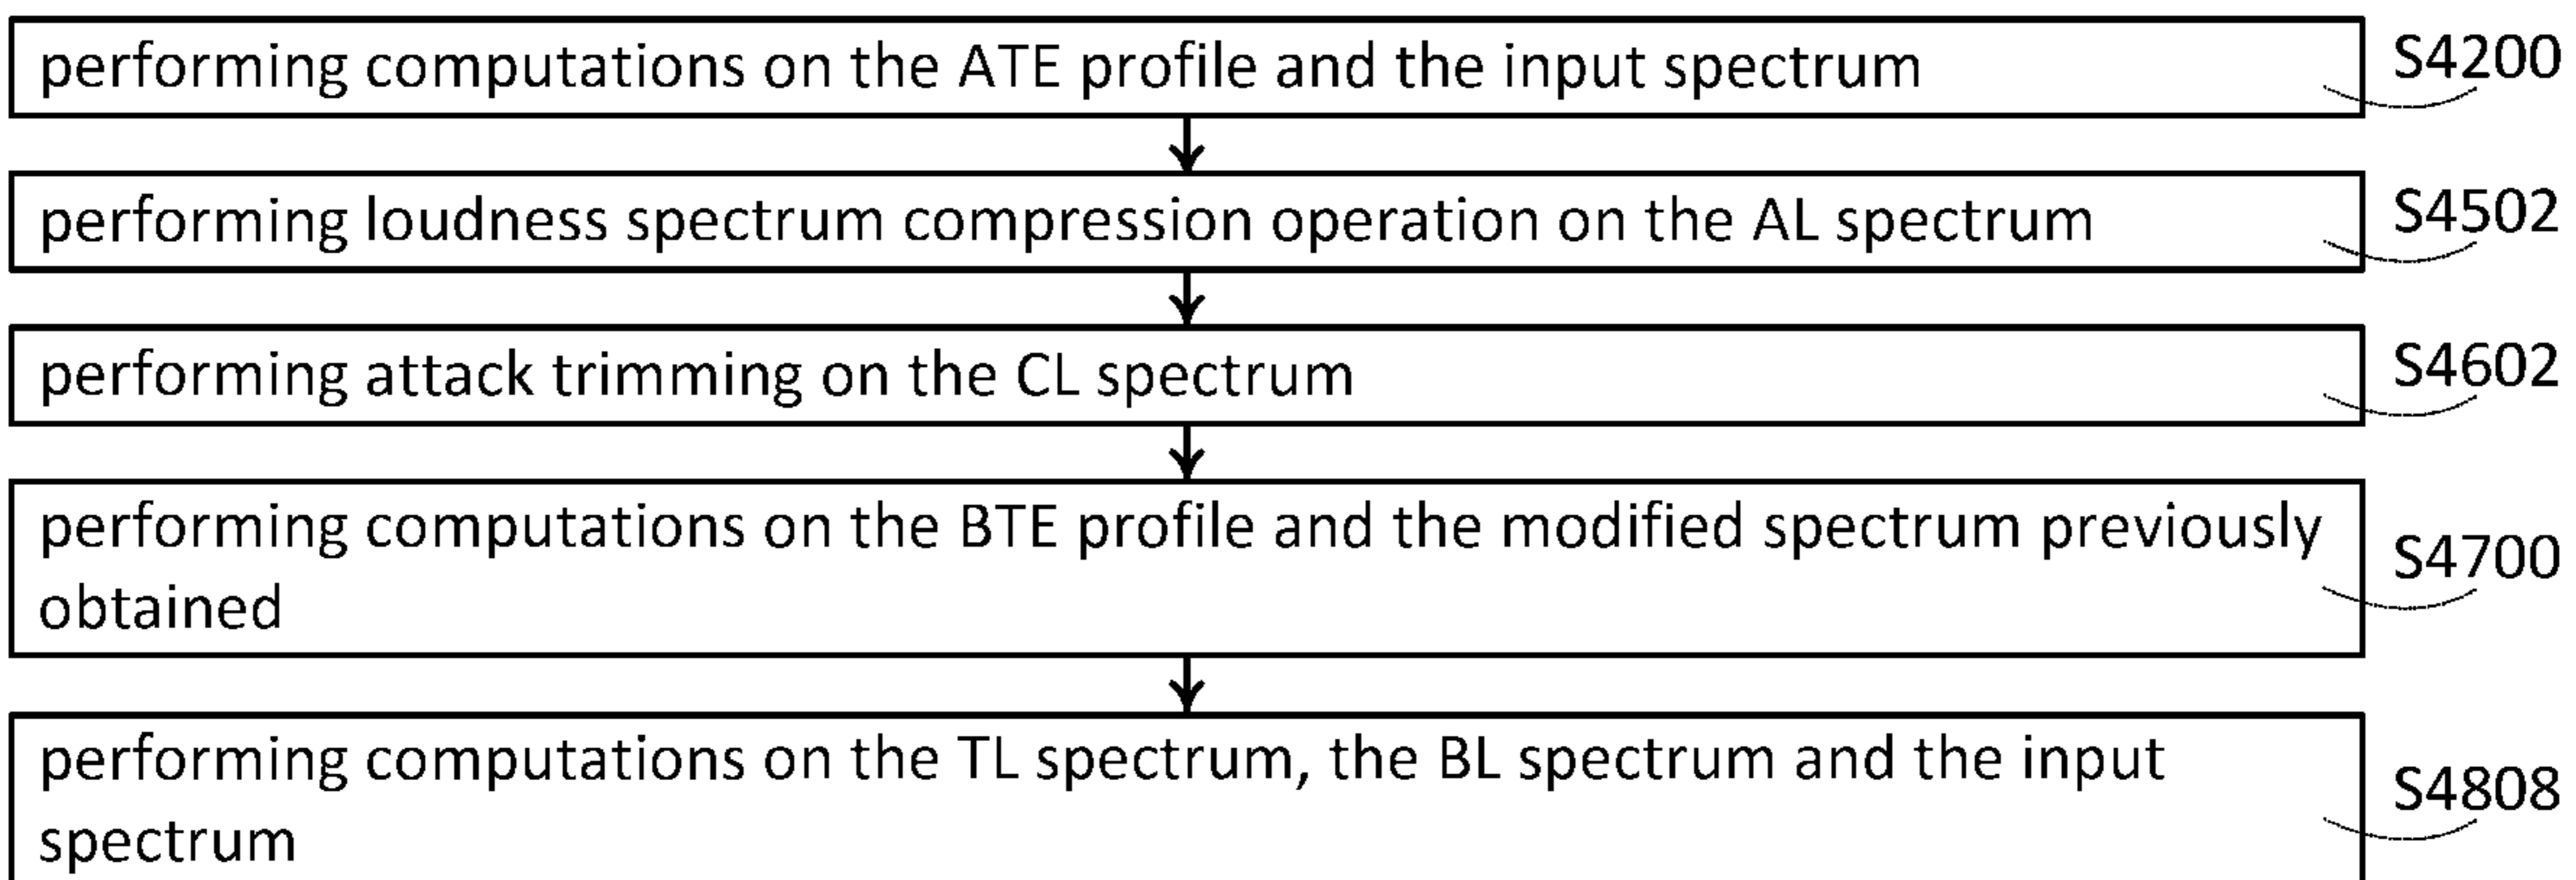 performing computations on the ATE profile and the input spectrum
S4200
performing loudness spectrum compression operation on the AL spectrum
S4502
performing attack trimming on the CL spectrum
S4602
performing computations on the BTE profile and the modified spectrum previously
obtained
S4700
performing computations on the TL spectrum, the BL spectrum and the input
spectrum
S4808